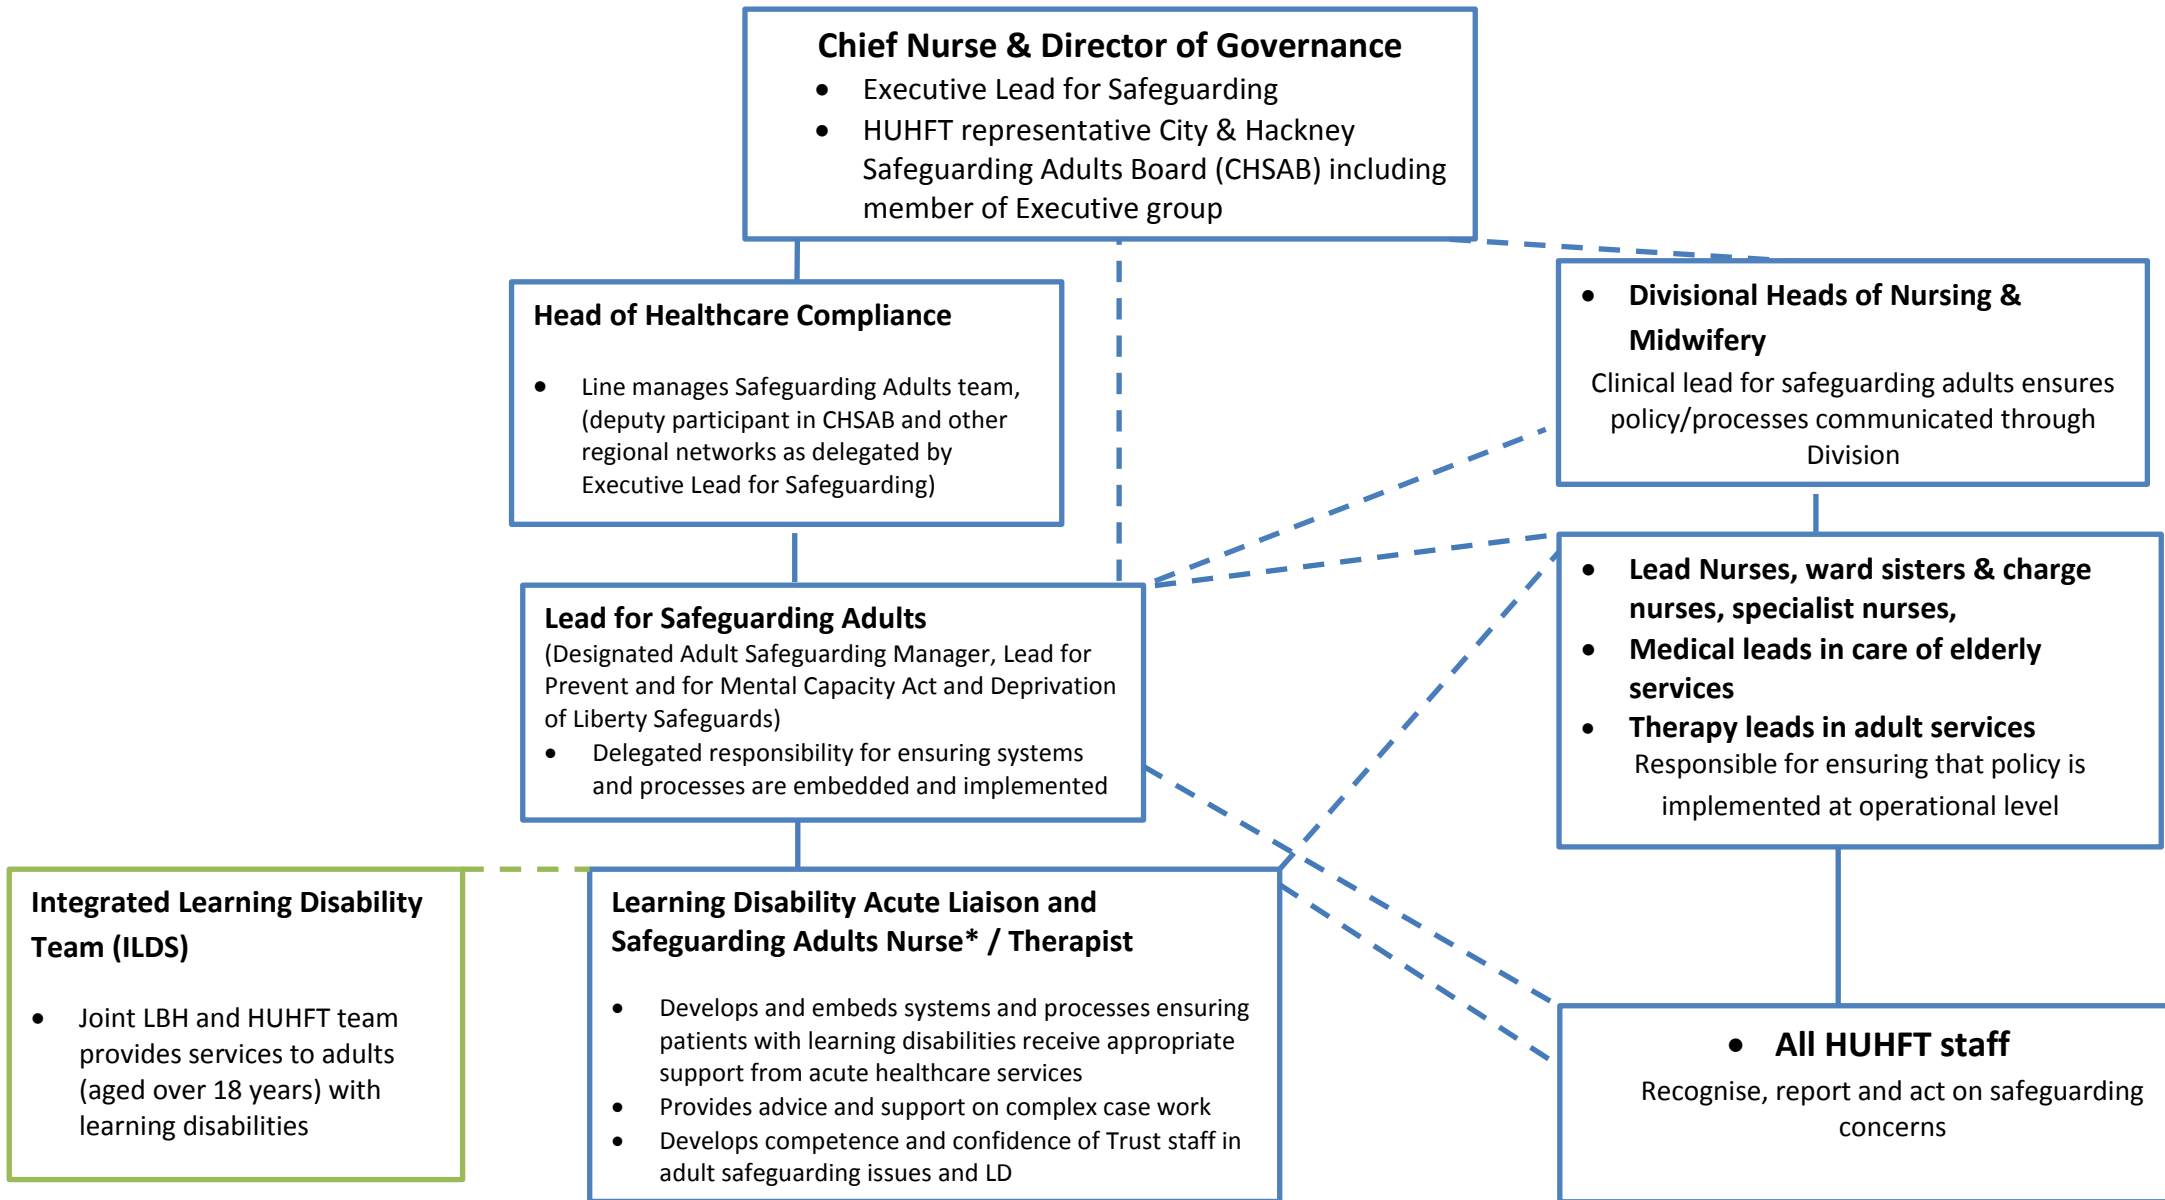 Chief Nurse & Director of Governance
• Executive Lead for Safeguarding
• HUHFT representative City & Hackney
Safeguarding Adults Board (CHSAB) including
member of Executive group
Head of Healthcare Compliance
• Line manages Safeguarding Adults team,
(deputy participant in CHSAB and other
regional networks as delegated by
Executive Lead for Safeguarding)
• Divisional Heads of Nursing &
Midwifery
Clinical lead for safeguarding adults ensures
policy/processes communicated through
Division
Lead for Safeguarding Adults
(Designated Adult Safeguarding Manager, Lead for
Prevent and for Mental Capacity Act and Deprivation
of Liberty Safeguards)
• Delegated responsibility for ensuring systems
and processes are embedded and implemented
• Lead Nurses, ward sisters & charge
nurses, specialist nurses,
• Medical leads in care of elderly
services
• Therapy leads in adult services
Responsible for ensuring that policy is
implemented at operational level
Integrated Learning Disability
Team (ILDS)
• Joint LBH and HUHFT team
provides services to adults
(aged over 18 years) with
learning disabilities
Learning Disability Acute Liaison and
Safeguarding Adults Nurse* / Therapist
• Develops and embeds systems and processes ensuring
patients with learning disabilities receive appropriate
support from acute healthcare services
• Provides advice and support on complex case work
• Develops competence and confidence of Trust staff in
adult safeguarding issues and LD
• All HUHFT staff
Recognise, report and act on safeguarding
concerns